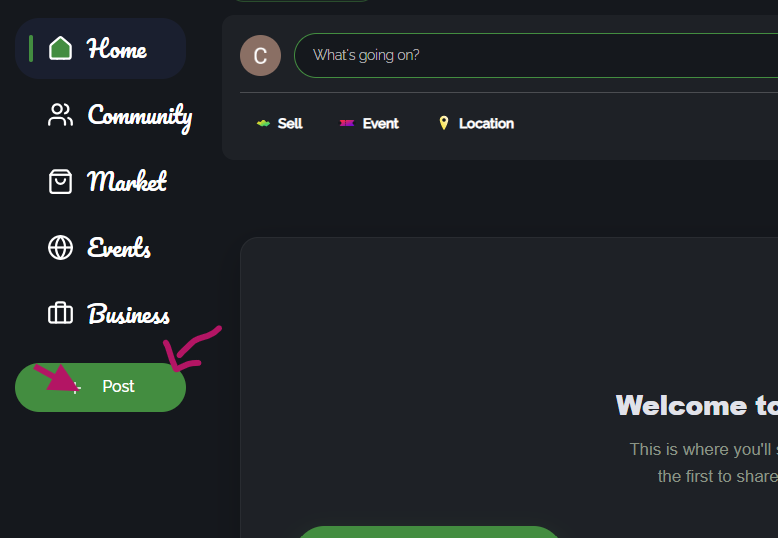 Home
Community
Market
Events
Business
+ Post
C
What's going on?
Sell
Event
Location
Welcome to
This is where you'll
the first to share